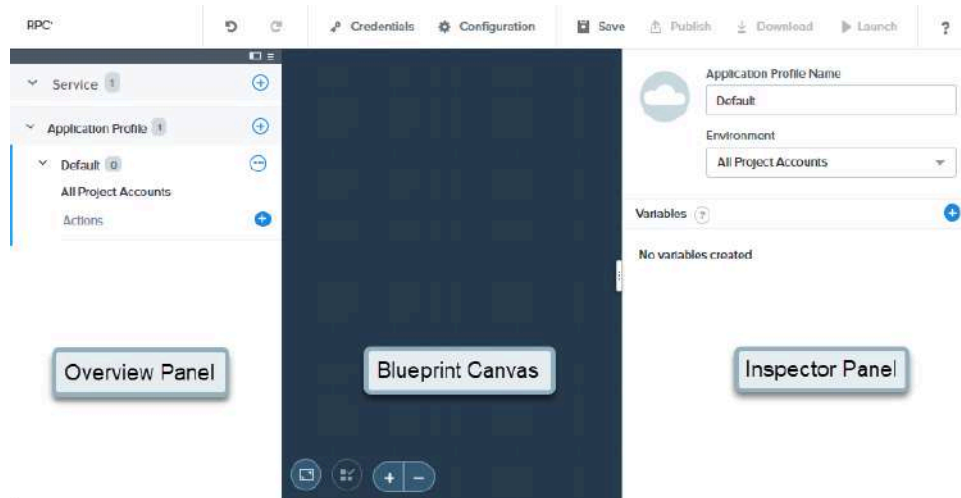 RPC*
Credentials
Configuration
Save
Publish
Download
Launch
?
Service 1
Application Profile 1
Default 0
All Project Accounts
Actions
Application Profile Name
Default
Environment
All Project Accounts
Variables ?
No variables created
Overview Panel
Blueprint Canvas
Inspector Panel